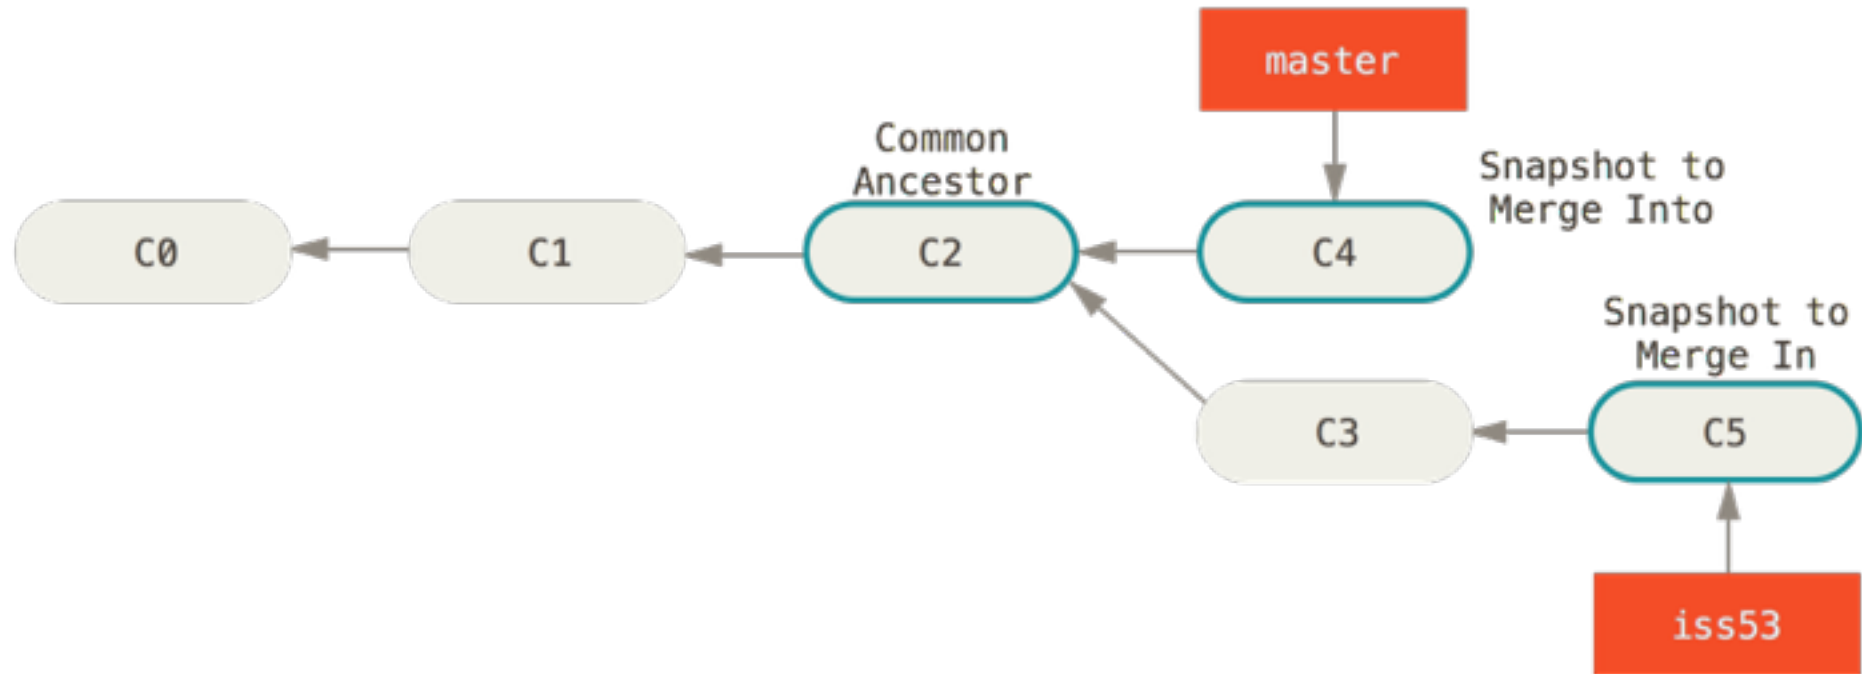 master
Common
Ancestor
Snapshot to
Merge Into
C0
C1
C2
C4
Snapshot to
Merge In
C3
C5
iss53